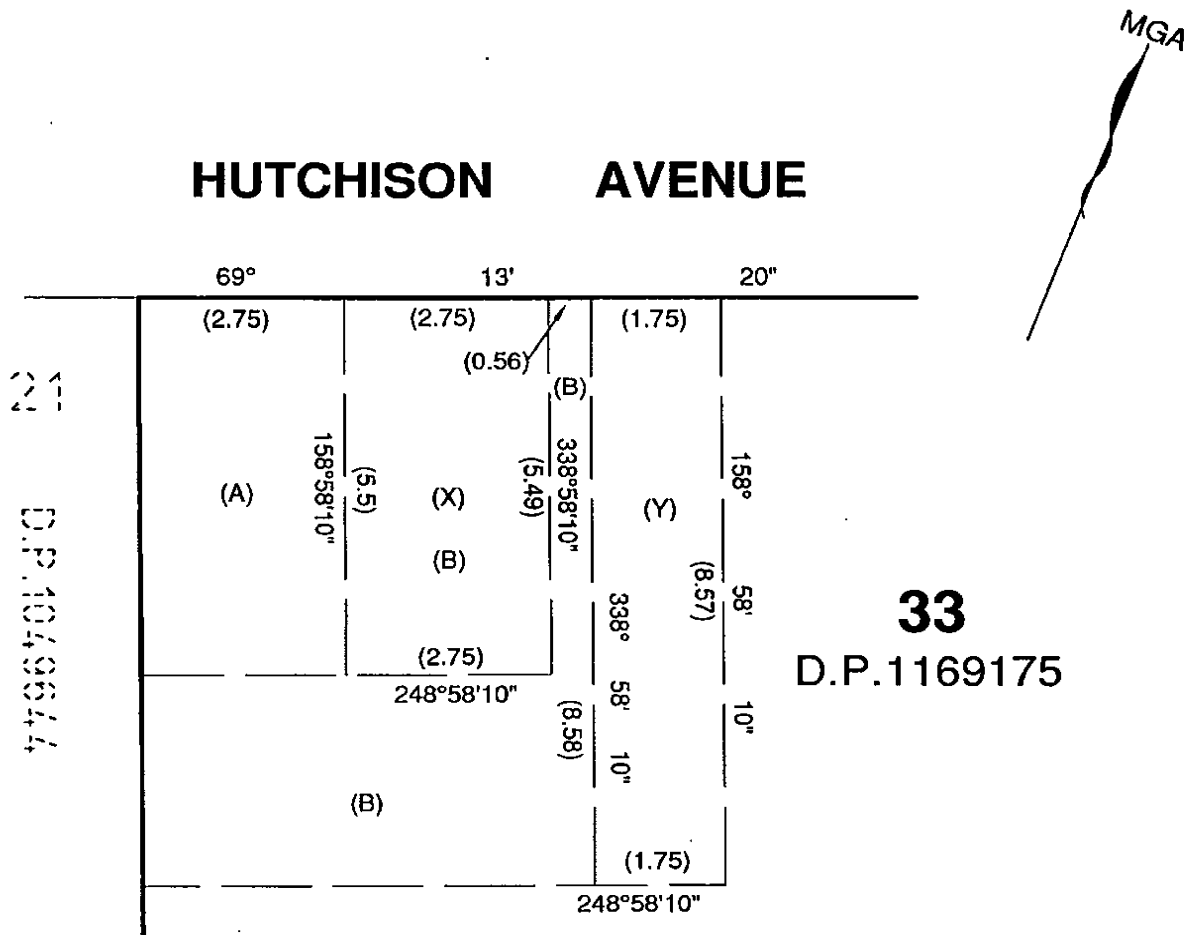 MGA
HUTCHISON AVENUE
69° 13' 20"
(2.75) (2.75) (1.75)
(0.56)
(B)
21
158°58'10"
(5.5)
(5.49)
338°58'10"
158° 58' 10"
(A) (X) (Y)
(B)
(8.57)
338° 58' 10"
33
D.P.1169175
D.P.1049644
(2.75)
248°58'10"
(8.58)
(B)
(1.75)
248°58'10"